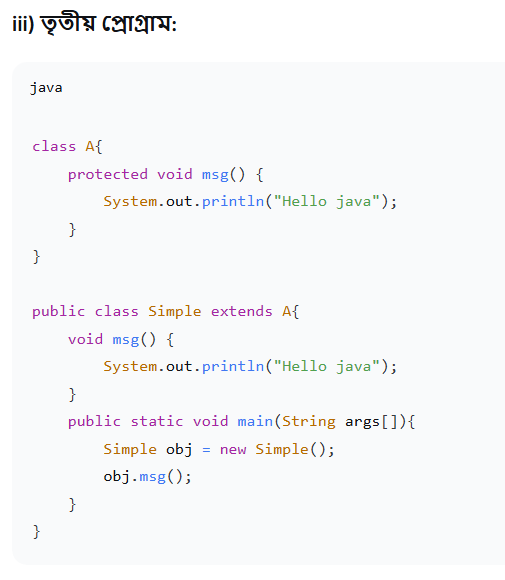 iii) তৃতীয় প্রোগ্রাম:
java
class A{
    protected void msg() {
        System.out.println("Hello java");
    }
}
public class Simple extends A{
    void msg() {
        System.out.println("Hello java");
    }
    public static void main(String args[]){
        Simple obj = new Simple();
        obj.msg();
    }
}